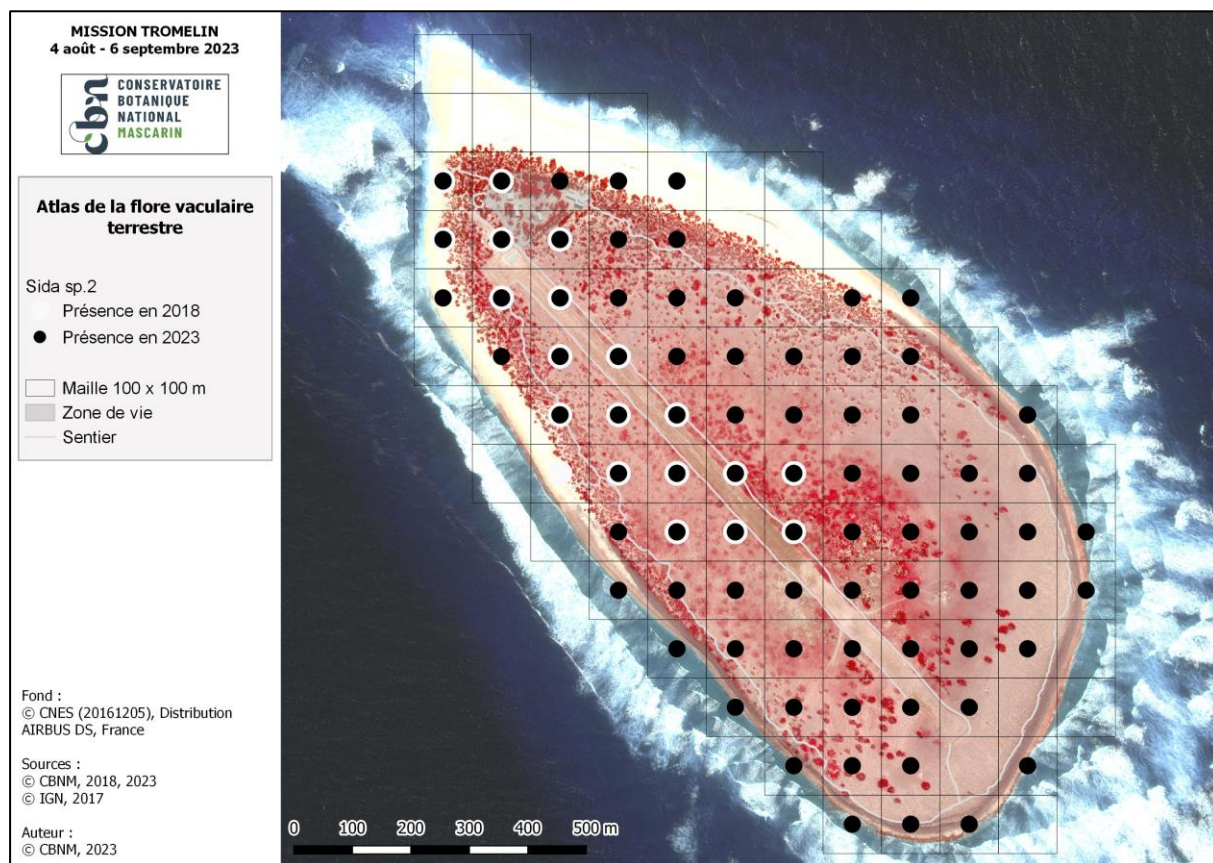 MISSION TROMELIN
4 août - 6 septembre 2023
cbn
CONSERVATOIRE
BOTANIQUE
NATIONAL
MASCARIN
Atlas de la flore vaculaire
terrestre
Sida sp.2
Présence en 2018
Présence en 2023
Maille 100 x 100 m
Zone de vie
Sentier
Fond :
© CNES (20161205), Distribution
AIRBUS DS, France
Sources :
© CBNM, 2018, 2023
© IGN, 2017
Auteur :
© CBNM, 2023
0 100 200 300 400 500 m